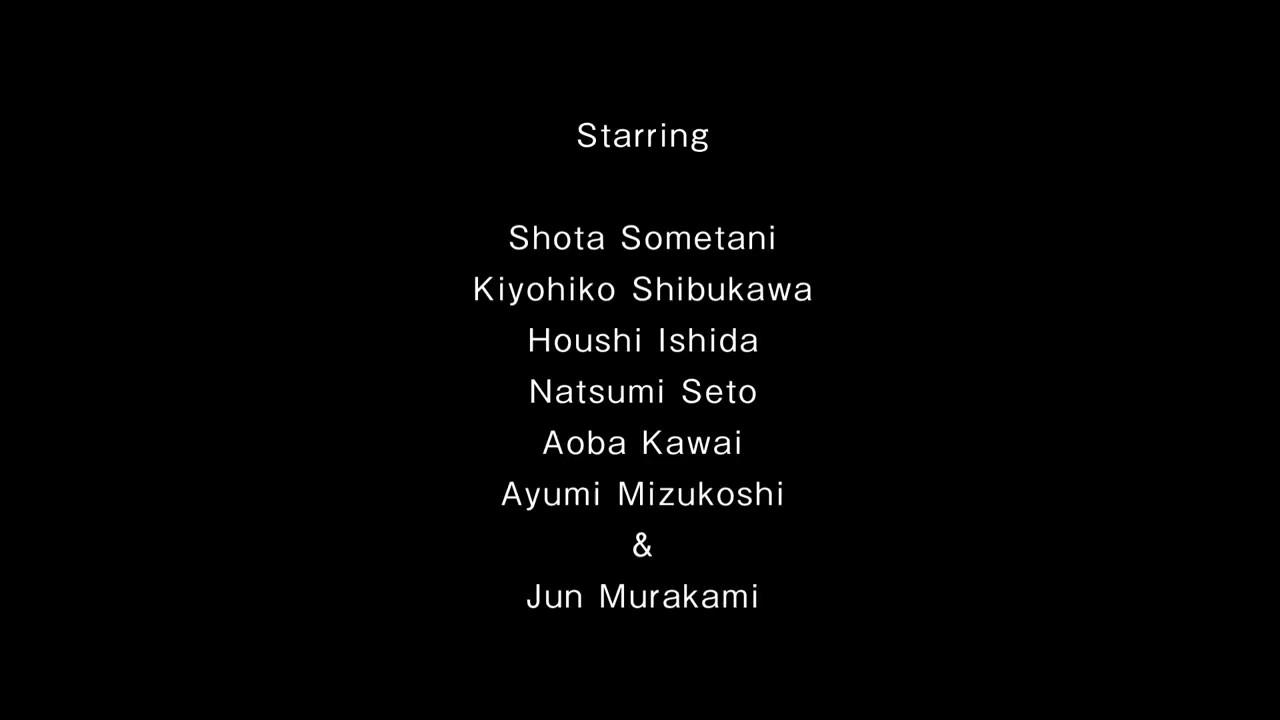 Starring
Shota Sometani
Kiyohiko Shibukawa
Houshi Ishida
Natsumi Seto
Aoba Kawai
Ayumi Mizukoshi
&
Jun Murakami